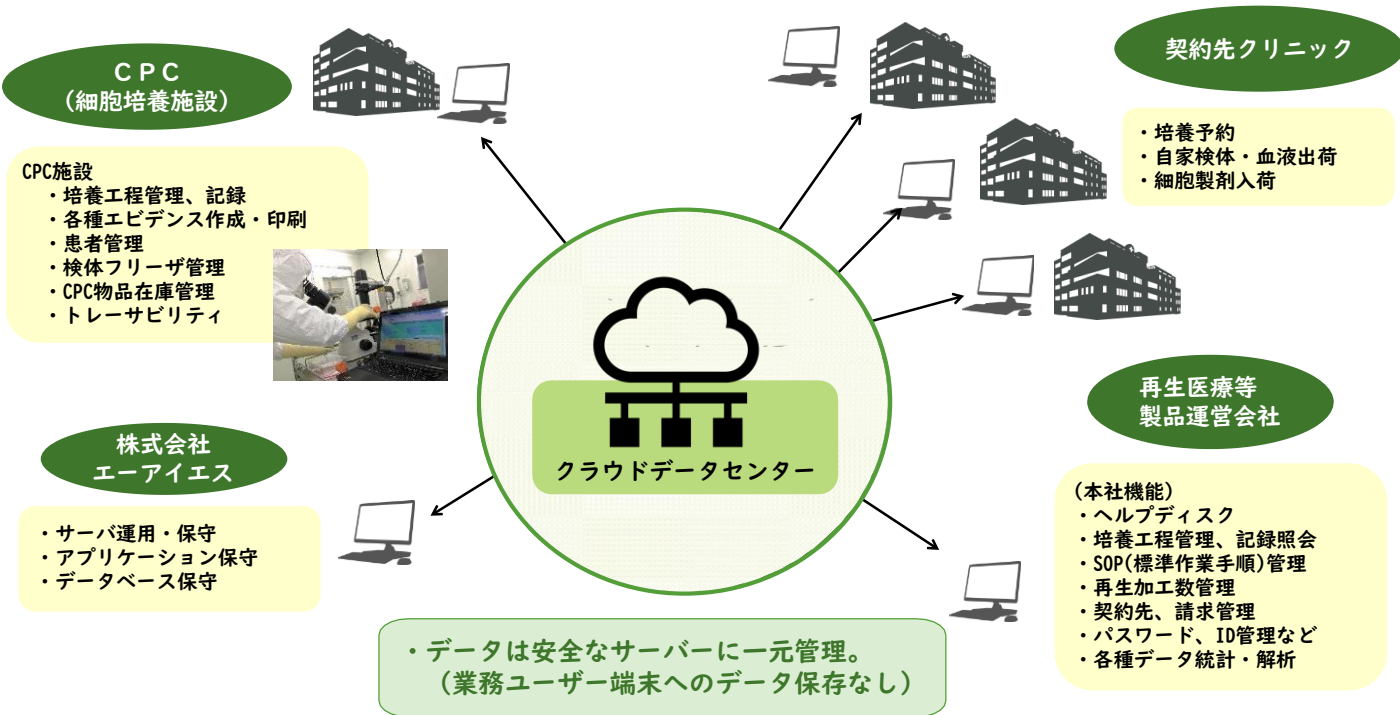 CPC
(細胞培養施設)
CPC施設
・培養工程管理、記録
・各種エビデンス作成・印刷
・患者管理
・検体フリーザ管理
・CPC物品在庫管理
・トレーサビリティ
契約先クリニック
・培養予約
・自家検体・血液出荷
・細胞製剤入荷
クラウドデータセンター
株式会社
エーアイエス
・サーバ運用・保守
・アプリケーション保守
・データベース保守
再生医療等
製品運営会社
(本社機能)
・ヘルプディスク
・培養工程管理、記録照会
・SOP(標準作業手順)管理
・再生加工数管理
・契約先、請求管理
・パスワード、ID管理など
・各種データ統計・解析
・データは安全なサーバーに一元管理。
(業務ユーザー端末へのデータ保存なし)